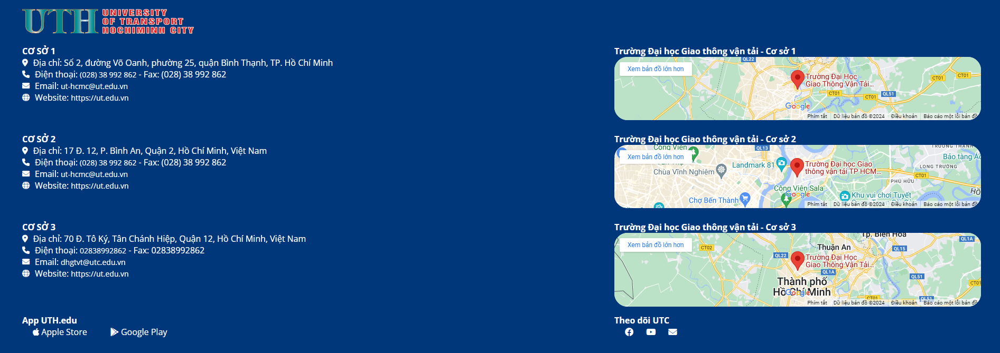 UTH UNIVERSITY
OF TRANSPORT
HOCHIMINH CITY
CƠ SỞ 1
Địa chỉ: Số 2, đường Võ Oanh, phường 25, quận Bình Thạnh, TP. Hồ Chí Minh
Điện thoại: (028) 38 992 862 - Fax: (028) 38 992 862
Email: ut-hcmc@ut.edu.vn
Website: https://ut.edu.vn
Trường Đại học Giao thông vận tải - Cơ sở 1
QL22
Xem bản đồ lớn hơn
Trường Đại Học
Giao Thông Vận Tải...
CT01
CT01
CT01
CT01
QL51
Google
Phím tắt Dữ liệu bản đồ ©2024 Điều khoản Báo cáo một lỗi bản đồ
CƠ SỞ 2
Địa chỉ: 17 Đ. 12, P. Bình An, Quận 2, Hồ Chí Minh, Việt Nam
Điện thoại: (028) 38 992 862 - Fax: (028) 38 992 862
Email: ut-hcmc@ut.edu.vn
Website: https://ut.edu.vn
Trường Đại học Giao thông vận tải - Cơ sở 2
Công Viên
QL13
TRƯỜNG THẠNH
Xem bản đồ lớn hơn
Bảo tàng Áo
Landmark 81
Trường Đại học Giao
thông vận tải TP HCM...
LONG TRƯỜNG
Chùa Vĩnh Nghiêm
CT01
PHÚ HỮU
Công Viên Sala
Google
Khu vui chơi Tuyết
Chợ Bến Thành
Phím tắt Dữ liệu bản đồ ©2024 Điều khoản Báo cáo một lỗi bản đồ
CƠ SỞ 3
Địa chỉ: 70 Đ. Tô Ký, Tân Chánh Hiệp, Quận 12, Hồ Chí Minh, Việt Nam
Điện thoại: 02838992862 - Fax: 02838992862
Email: dhgtvt@utc.edu.vn
Website: https://ut.edu.vn
Trường Đại học Giao thông vận tải - Cơ sở 3
Tp. Biên Hòa
QL1A
Xem bản đồ lớn hơn
CT02
Thuận An
QL15
QL22
Trường Đại Học
Giao Thông Vận Tải...
QL1A
QL51
Thành phố
Hồ Chí Minh
CT01
Google
CT01
QL51
Phím tắt Dữ liệu bản đồ ©2024 Điều khoản Báo cáo một lỗi bản đồ
App UTH.edu
Apple Store Google Play
Theo dõi UTC